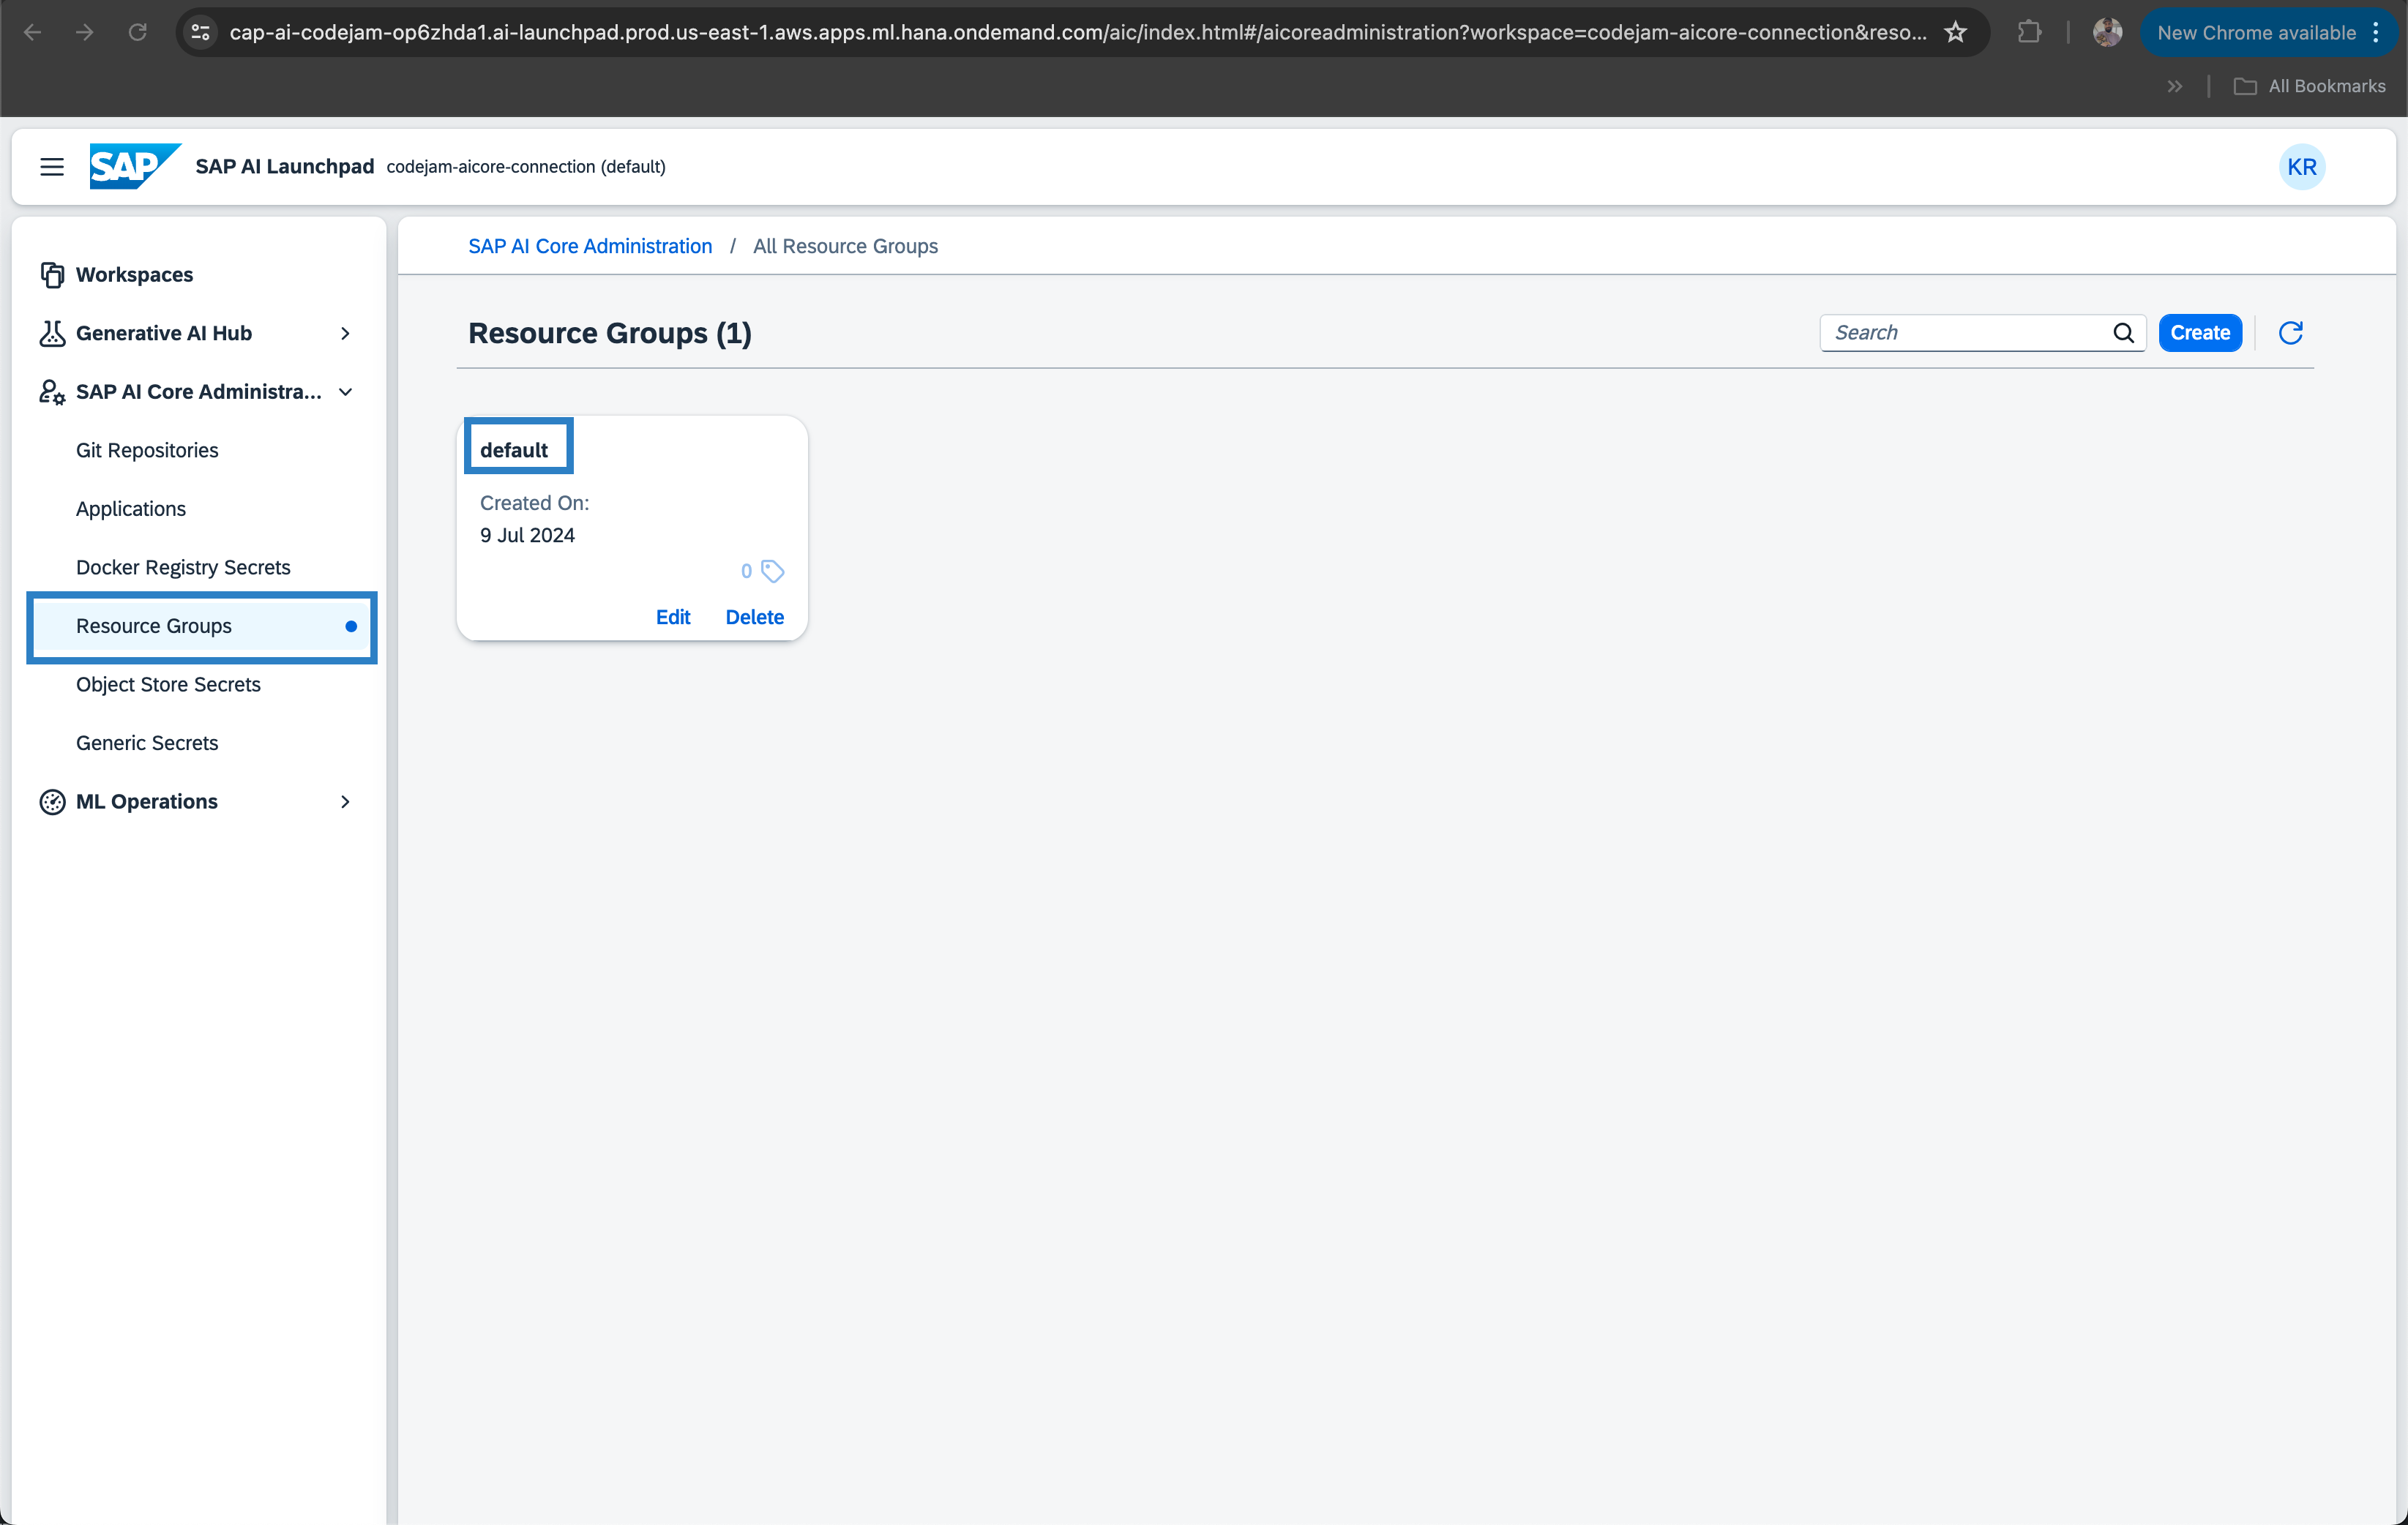 cap-ai-codejam-op6zhda1.ai-launchpad.prod.us-east-1.aws.apps.ml.hana.ondemand.com/aic/index.html#/aicoreadministration?workspace=codejam-aicore-connection&reso...
New Chrome available
All Bookmarks
SAP
SAP AI Launchpad codejam-aicore-connection (default)
KR
Workspaces
Generative AI Hub
SAP AI Core Administra...
Git Repositories
Applications
Docker Registry Secrets
Resource Groups
Object Store Secrets
Generic Secrets
ML Operations
SAP AI Core Administration / All Resource Groups
Resource Groups (1)
Search
Create
default
Created On:
9 Jul 2024
0
Edit Delete